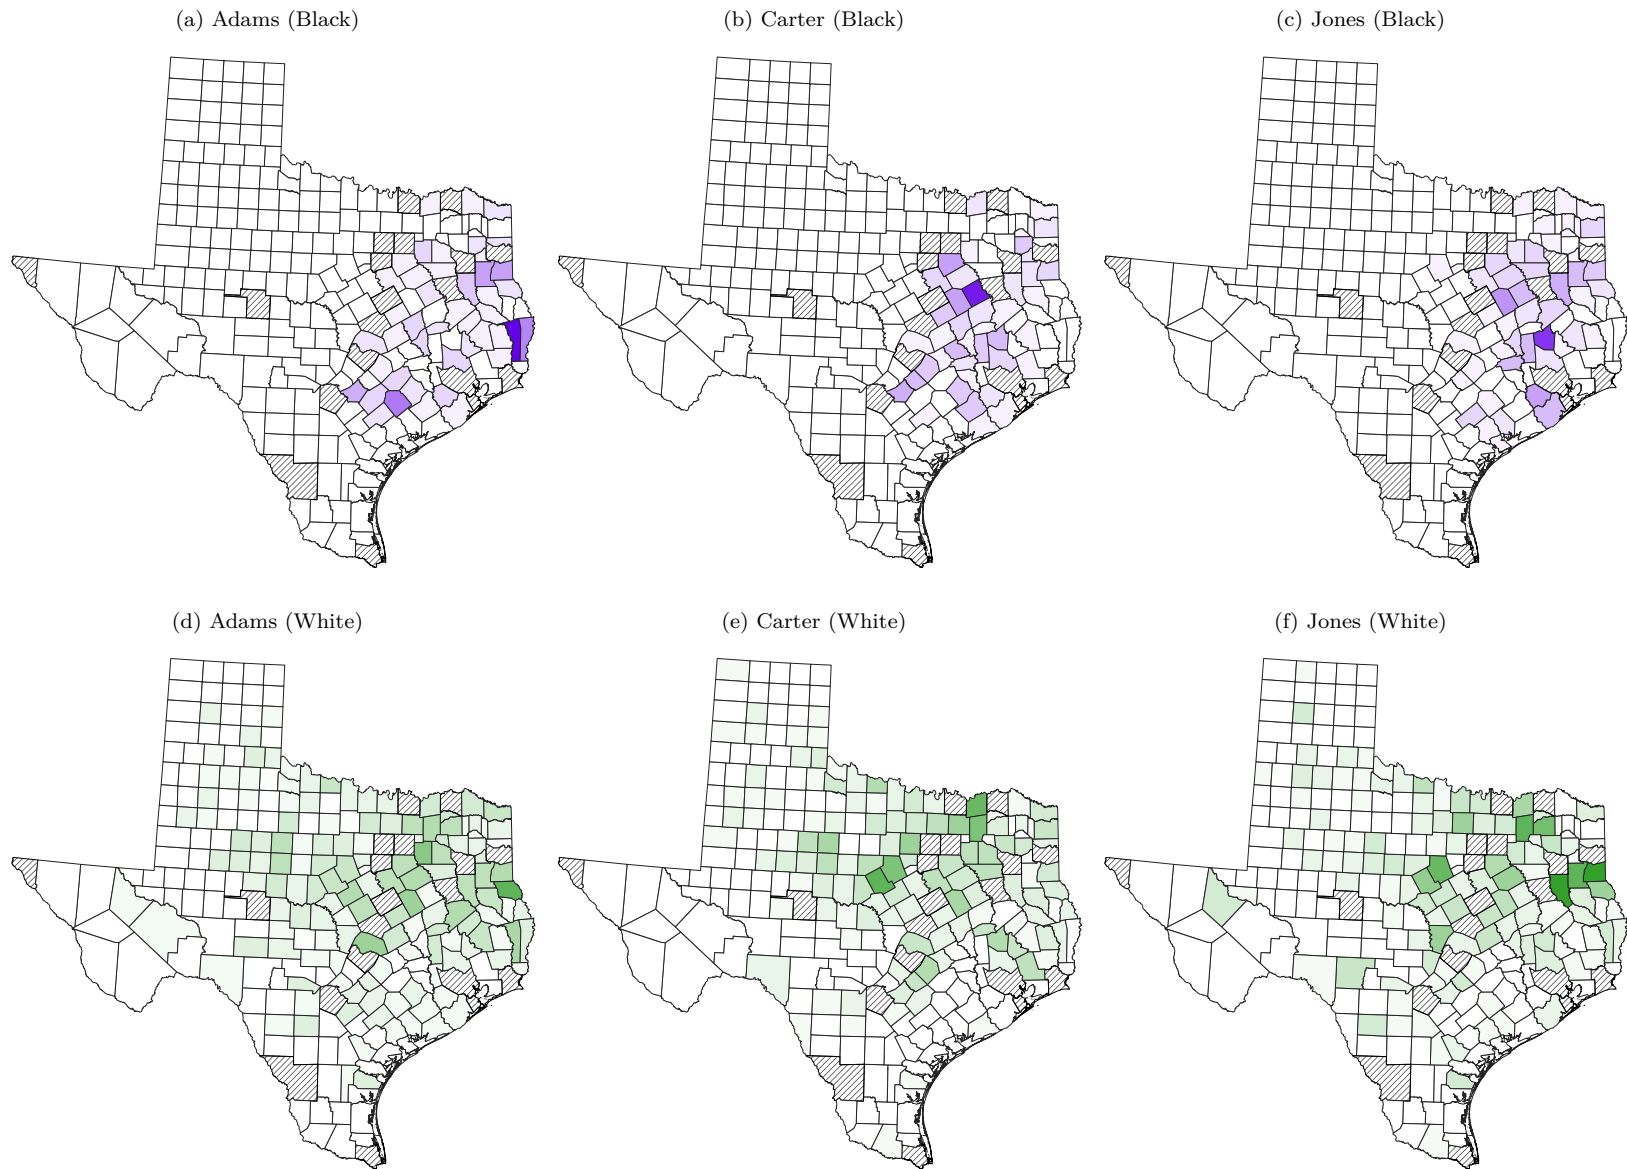 (a) Adams (Black)
(b) Carter (Black)
(c) Jones (Black)
(d) Adams (White)
(e) Carter (White)
(f) Jones (White)